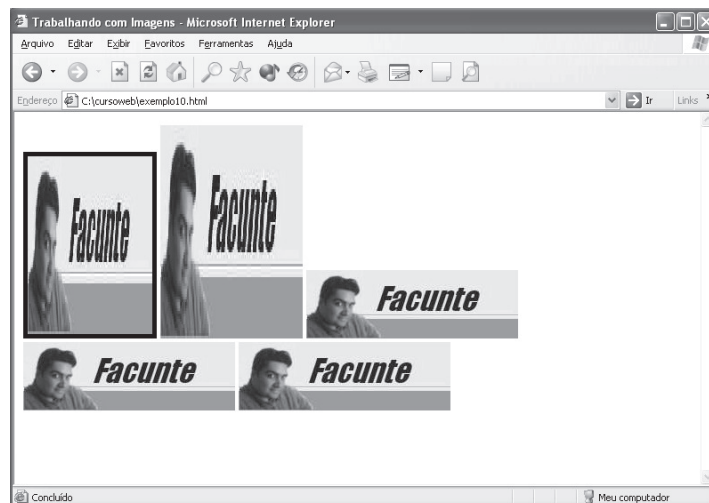 Trabalhando com Imagens - Microsoft Internet Explorer
Arquivo Editar Exibir Favoritos Ferramentas Ajuda
Endereço C:\cursoweb\exemplo10.html Ir Links »
Facunte
Facunte
Facunte
Facunte
Facunte
Concluído Meu computador